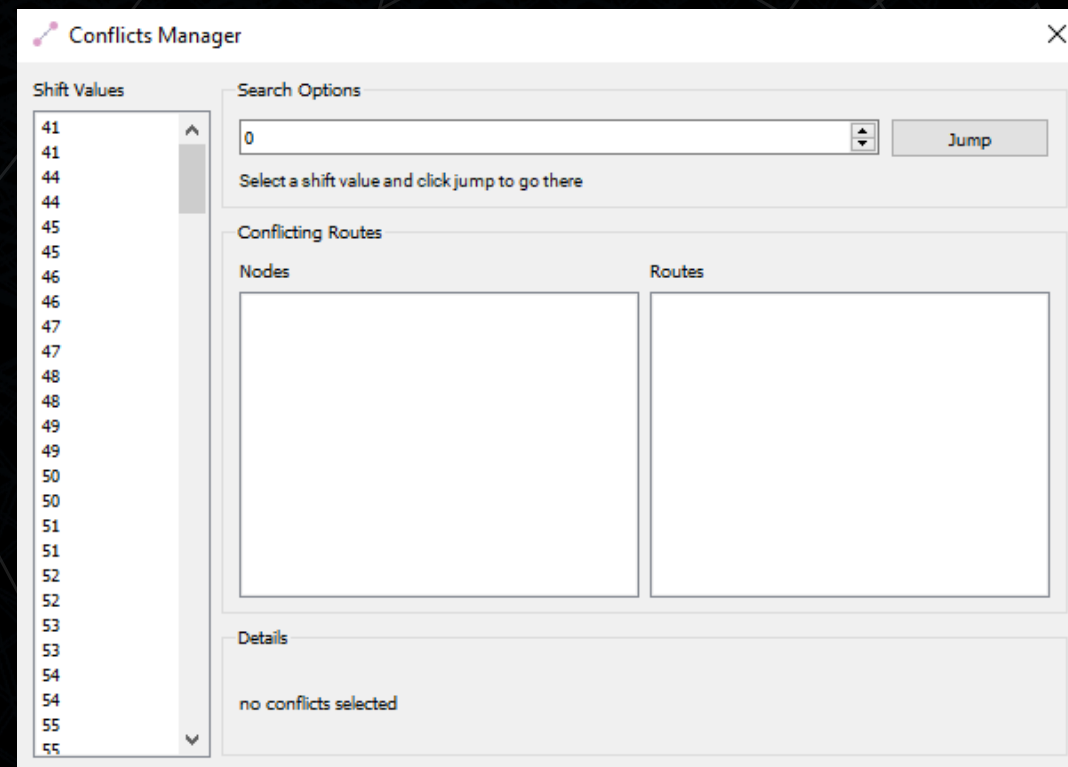 Conflicts Manager
Shift Values
41
41
44
44
45
45
46
46
47
47
48
48
49
49
50
50
51
51
52
52
53
53
54
54
55
55
Search Options
0
Jump
Select a shift value and click jump to go there
Conflicting Routes
Nodes
Routes
Details
no conflicts selected